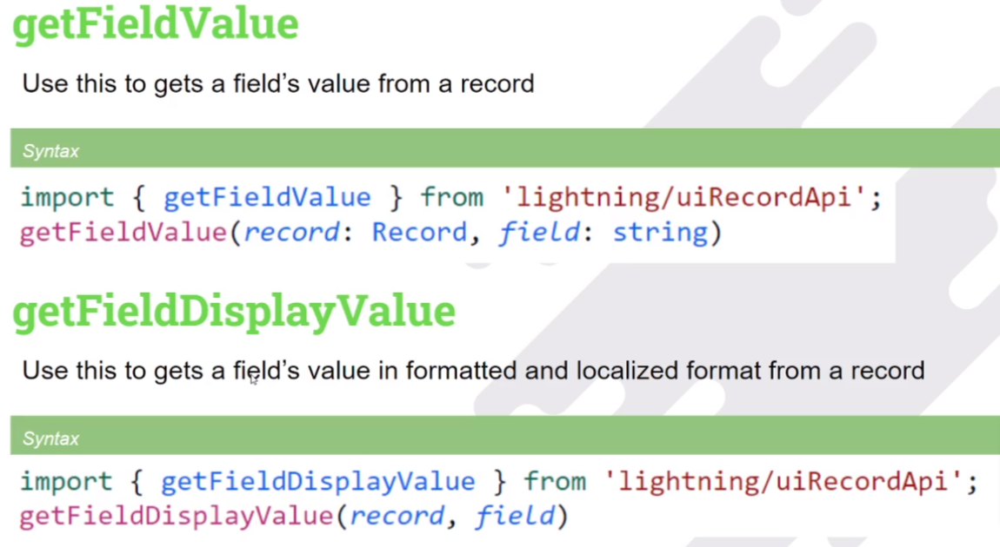 getFieldValue
Use this to gets a field's value from a record
Syntax
import { getFieldValue } from 'lightning/uiRecordApi';
getFieldValue(record: Record, field: string)
getFieldDisplayValue
Use this to gets a field's value in formatted and localized format from a record
Syntax
import { getFieldDisplayValue } from 'lightning/uiRecordApi';
getFieldDisplayValue(record, field)